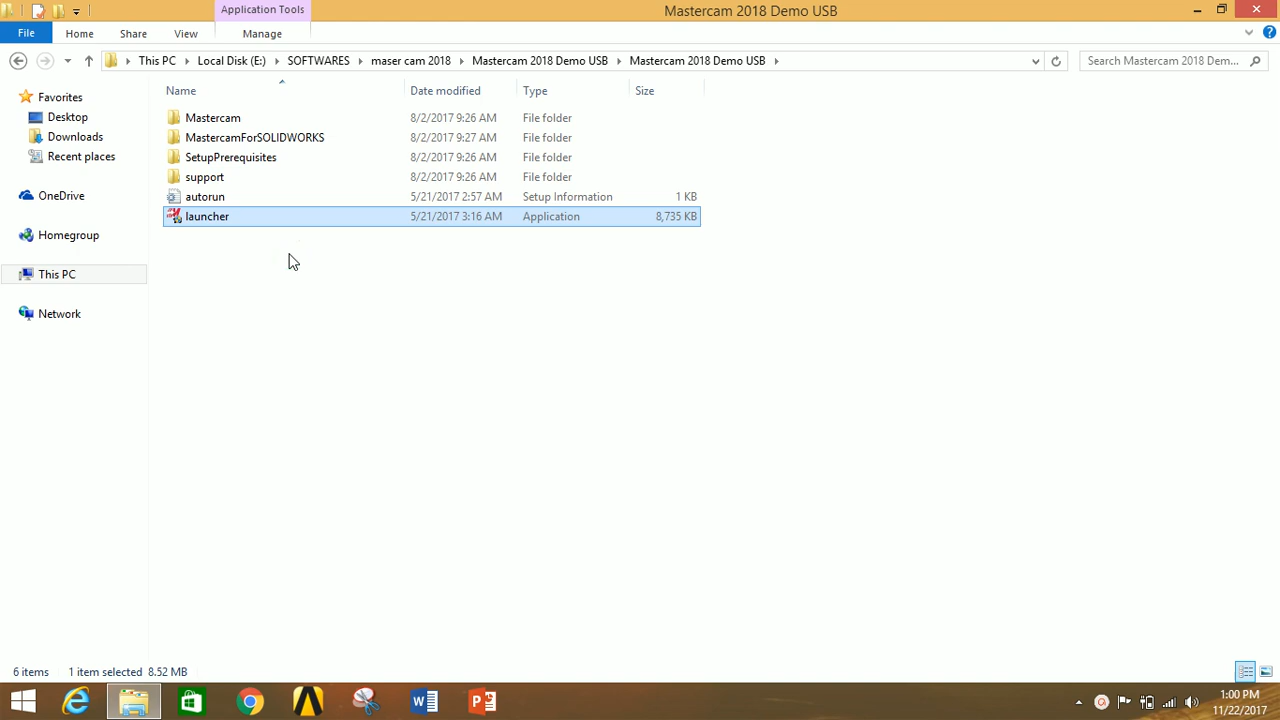 Application Tools
Mastercam 2018 Demo USB
File Home Share View Manage
This PC Local Disk (E:) SOFTWARES maser cam 2018 Mastercam 2018 Demo USB Mastercam 2018 Demo USB
Search Mastercam 2018 Dem...
Name Date modified Type Size
Favorites
Desktop
Downloads
Recent places
OneDrive
Homegroup
This PC
Network
Mastercam 8/2/2017 9:26 AM File folder
MastercamForSOLIDWORKS 8/2/2017 9:27 AM File folder
SetupPrerequisites 8/2/2017 9:26 AM File folder
support 8/2/2017 9:26 AM File folder
autorun 5/21/2017 2:57 AM Setup Information 1 KB
launcher 5/21/2017 3:16 AM Application 8,735 KB
6 items 1 item selected 8.52 MB
1:00 PM
11/22/2017